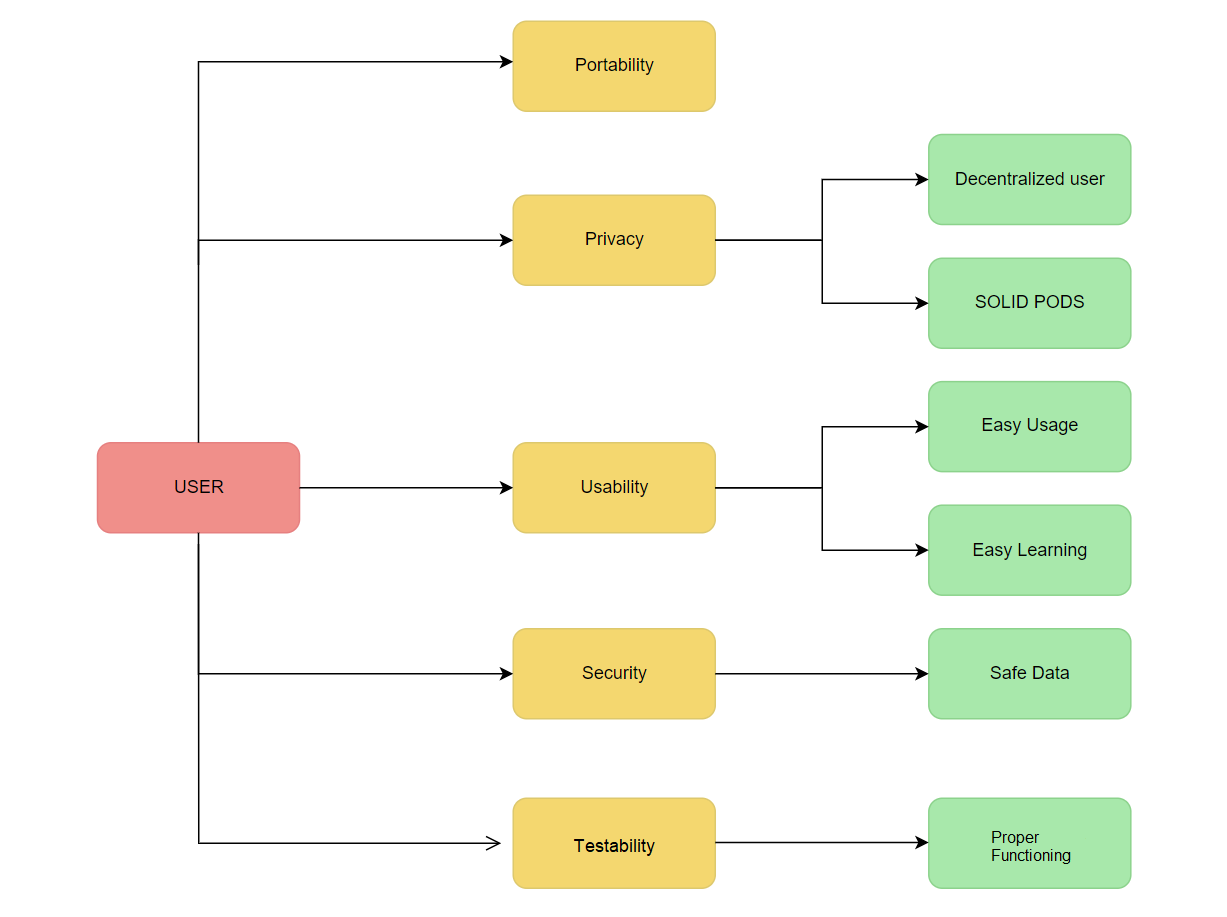 Portability
Decentralized user
Privacy
SOLID PODS
Easy Usage
USER
Usability
Easy Learning
Security
Safe Data
Testability
Proper
Functioning